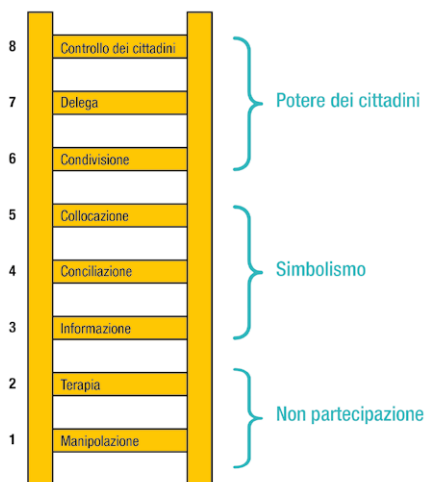 8 Controllo dei cittadini
7 Delega
6 Condivisione
Potere dei cittadini
5 Collocazione
4 Conciliazione
3 Informazione
Simbolismo
2 Terapia
1 Manipolazione
Non partecipazione